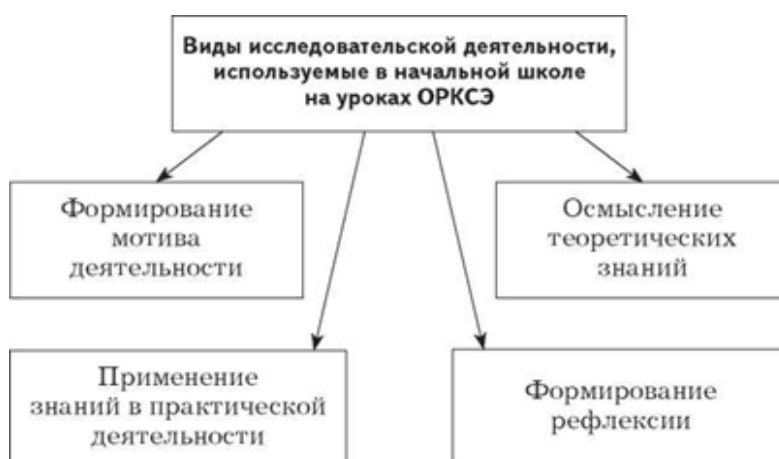 Виды исследовательской деятельности,
используемые в начальной школе
на уроках ОРКСЭ
Формирование
мотива
деятельности
Осмысление
теоретических
знаний
Применение
знаний в практической
деятельности
Формирование
рефлексии